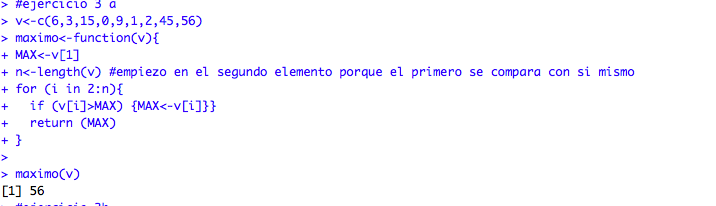 > #ejercicio 3 a
> v<-c(6,3,15,0,9,1,2,45,56)
> maximo<-function(v){
+ MAX<-v[1]
+ n<-length(v) #empiezo en el segundo elemento porque el primero se compara con si mismo
+ for (i in 2:n){
+   if (v[i]>MAX) {MAX<-v[i]}}
+   return (MAX)
+ }
>
> maximo(v)
[1] 56
> #ejercicio 3b